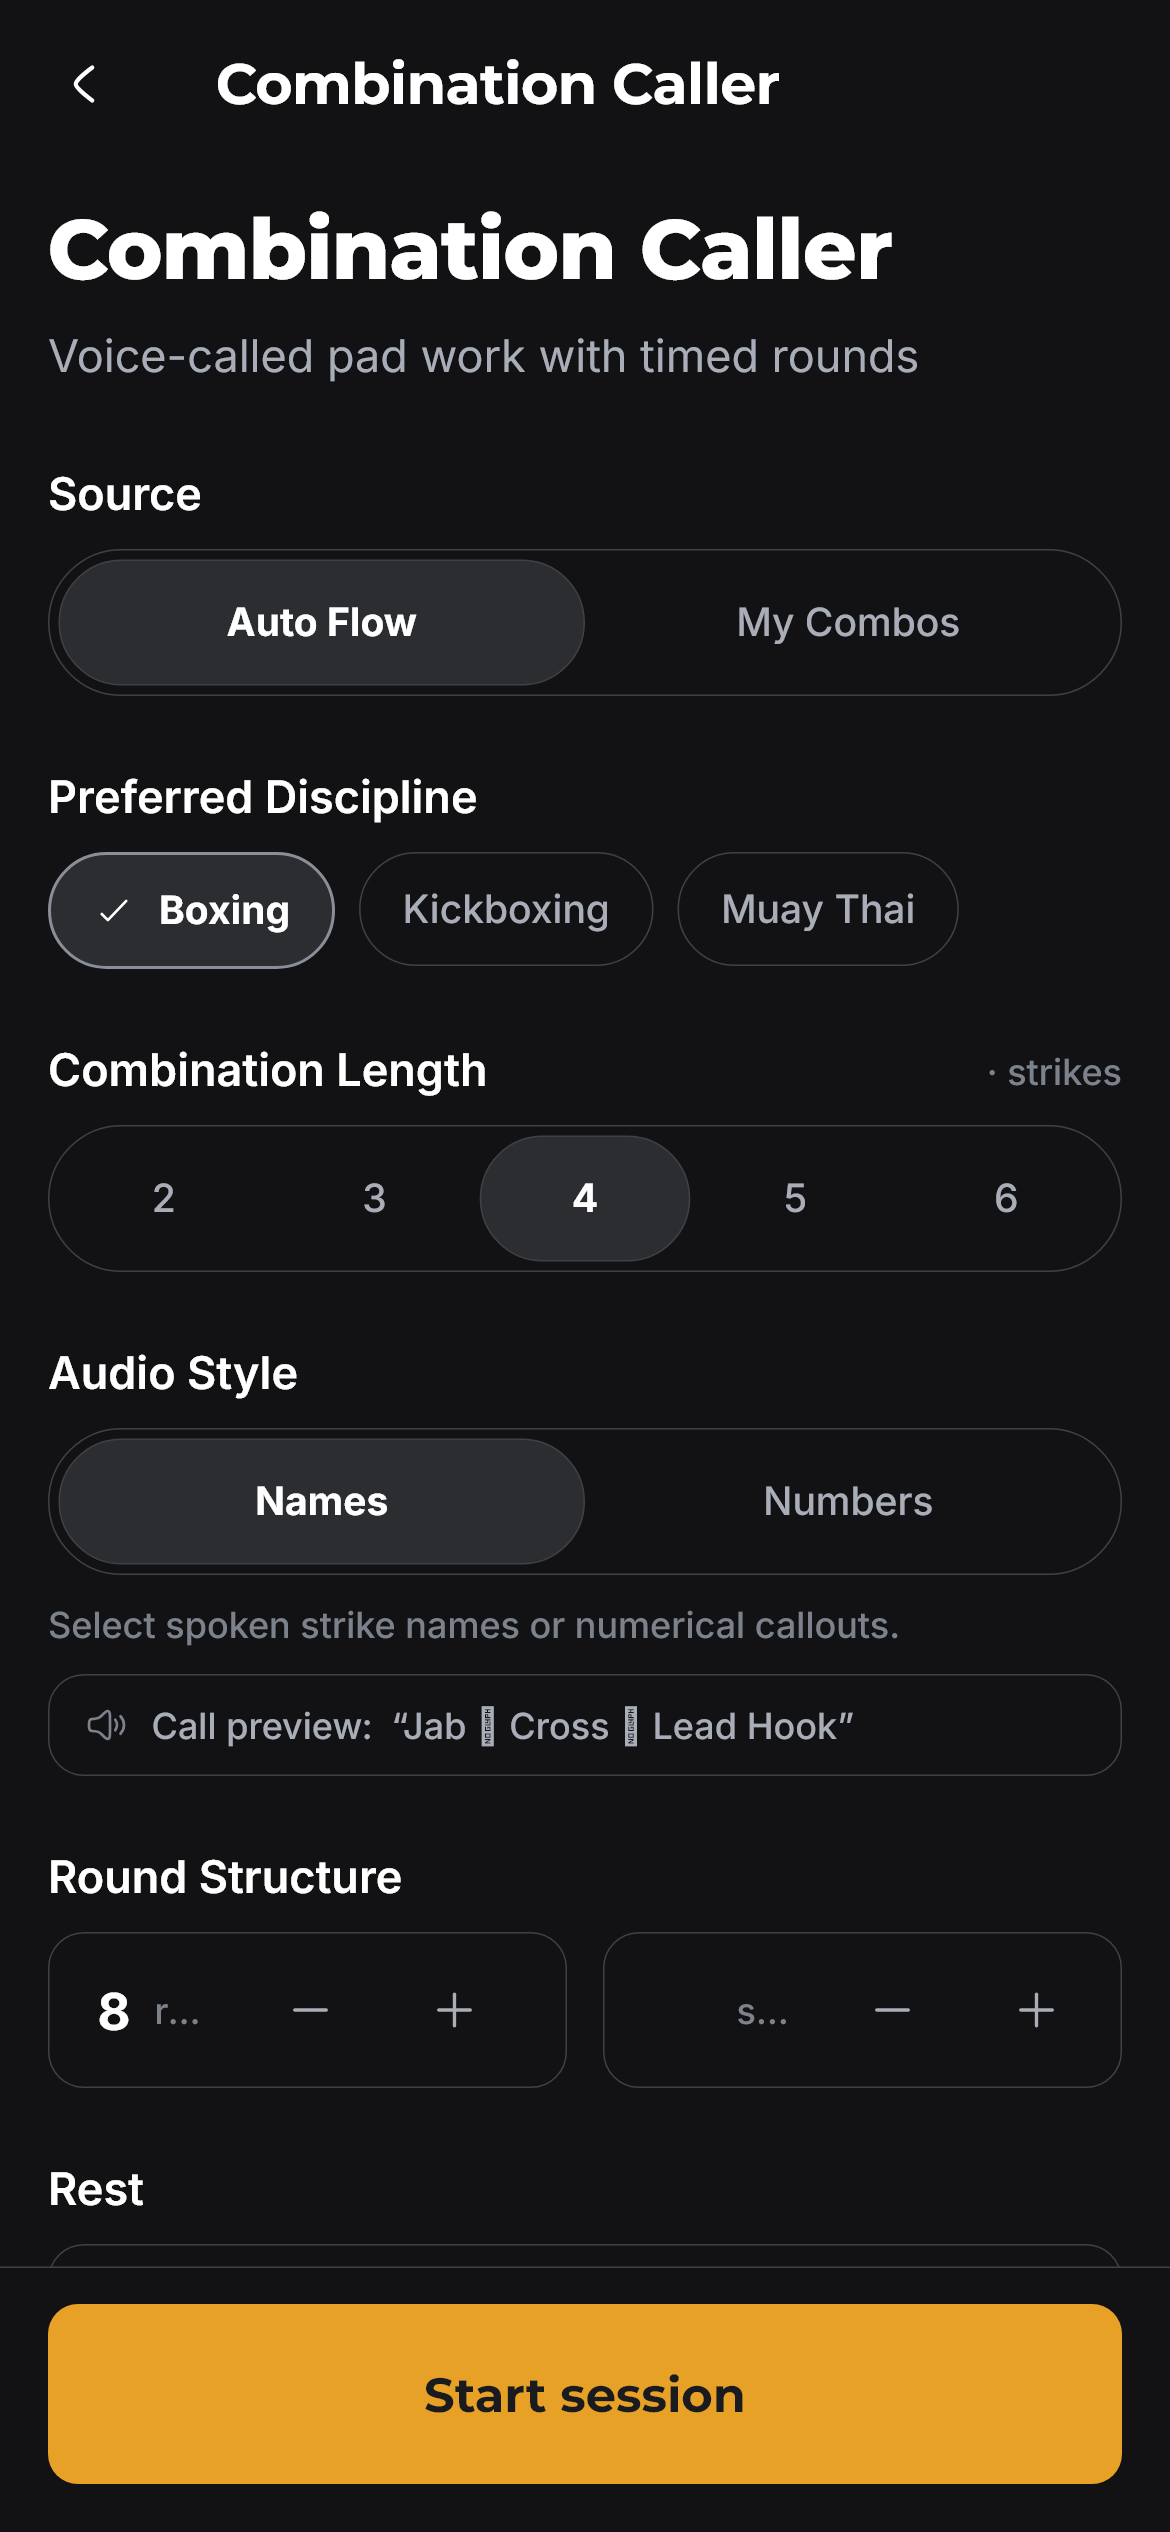 Combination Caller
Combination Caller
Voice-called pad work with timed rounds
Source
Auto Flow My Combos
Preferred Discipline
Boxing Kickboxing Muay Thai
Combination Length · strikes
2 3 4 5 6
Audio Style
Names Numbers
Select spoken strike names or numerical callouts.
Call preview: “Jab Cross Lead Hook”
Round Structure
8 r... s...
Rest
Start session